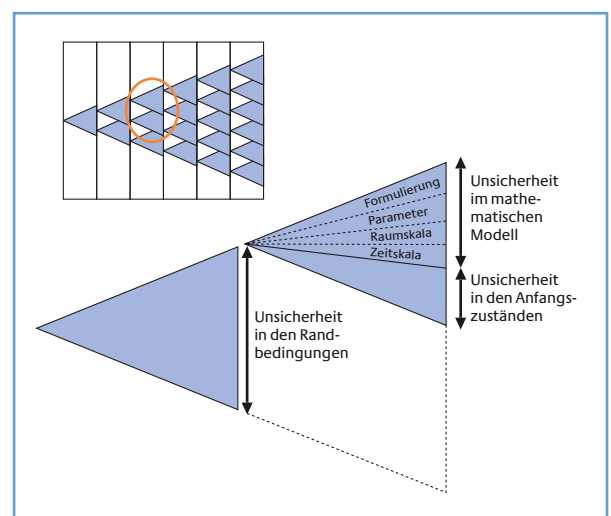 Formulierung
Parameter
Raumskala
Zeitskala
Unsicherheit
im mathe-
matischen
Modell
Unsicherheit
in den Anfangs-
zuständen
Unsicherheit
in den Rand-
bedingungen